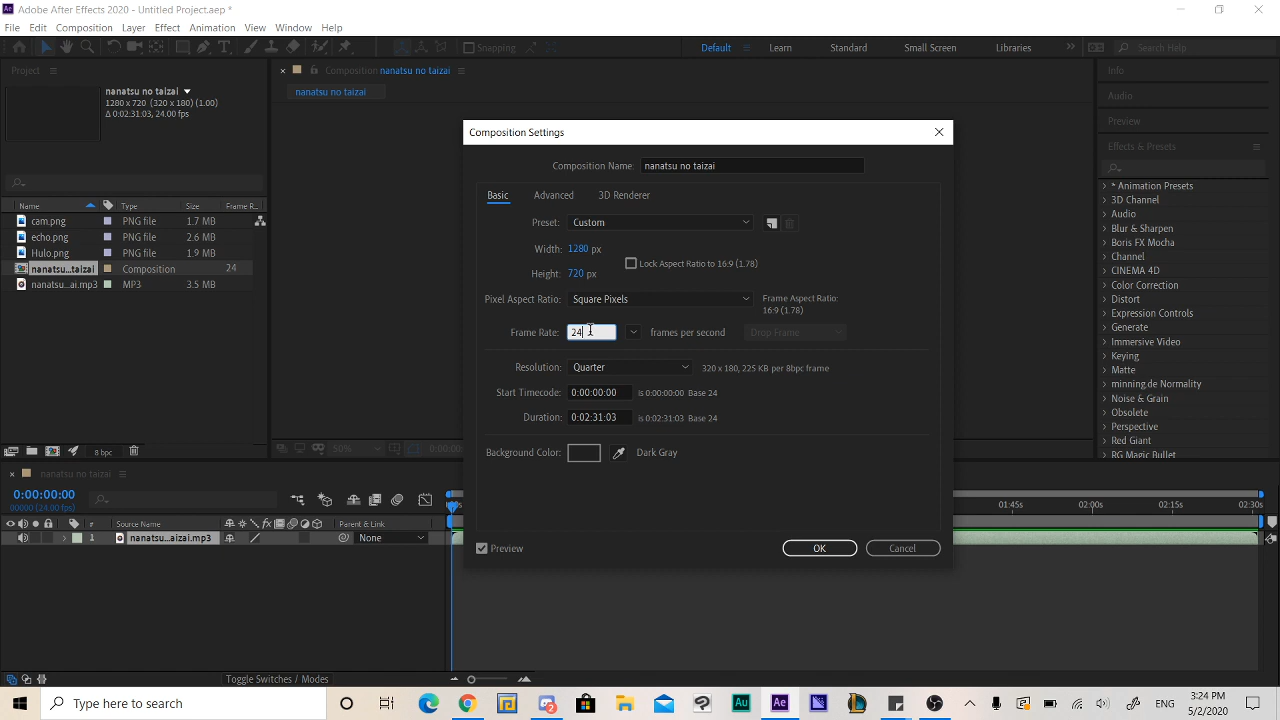 Adobe After Effects 2020 - Untitled Project.aep *
File Edit Composition Layer Effect Animation View Window Help
Snapping Default Learn Standard Small Screen Libraries Search Help
Project
Composition nanatsu no taizai
nanatsu no taizai
nanatsu no taizai
1280 x 720 (320 x 180) (1.00)
Δ 0:02:31:03, 24.00 fps
Name Type Size Frame R..
cam.png PNG file 1.7 MB
echo.png PNG file 2.6 MB
Hulo.png PNG file 1.9 MB
nanatsu...taizai Composition 24
nanatsu...ai.mp3 MP3 3.5 MB
8 bpc
Composition Settings
Composition Name: nanatsu no taizai
Basic Advanced 3D Renderer
Preset: Custom
Width: 1280 px
Lock Aspect Ratio to 16:9 (1.78)
Height: 720 px
Pixel Aspect Ratio: Square Pixels
Frame Aspect Ratio:
16:9 (1.78)
Frame Rate: 24 frames per second Drop Frame
Resolution: Quarter 320 x 180, 225 KB per 8bpc frame
Start Timecode: 0:00:00:00 is 0:00:00:00 Base 24
Duration: 0:02:31:03 is 0:02:31:03 Base 24
Background Color: Dark Gray
Preview OK Cancel
50%
Info
Audio
Preview
Effects & Presets
* Animation Presets
3D Channel
Audio
Blur & Sharpen
Boris FX Mocha
Channel
CINEMA 4D
Color Correction
Distort
Expression Controls
Generate
Immersive Video
Keying
Matte
minning.de Normality
Noise & Grain
Obsolete
Perspective
Red Giant
RG Magic Bullet
nanatsu no taizai
0:00:00:00
00000 (24.00 fps)
01:45s 02:00s 02:15s 02:30s
# Source Name Parent & Link
1 nanatsu...aizai.mp3 None
Toggle Switches / Modes
Type here to search
3:24 PM
5/2/2020